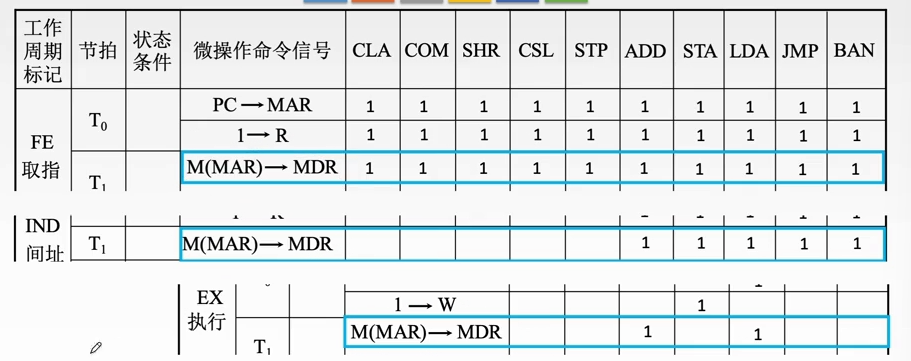 工作周期标记 节拍 状态条件 微操作命令信号 CLA COM SHR CSL STP ADD STA LDA JMP BAN
FE 取指 T0 PC→MAR 1 1 1 1 1 1 1 1 1 1
1→R 1 1 1 1 1 1 1 1 1 1
T1 M(MAR)→MDR 1 1 1 1 1 1 1 1 1 1
IND 间址 T1 M(MAR)→MDR 1 1 1 1 1
EX 执行 1→W 1
T1 M(MAR)→MDR 1 1